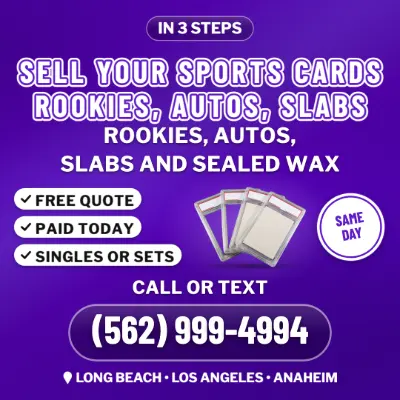 IN 3 STEPS
SELL YOUR SPORTS CARDS
ROOKIES, AUTOS, SLABS
ROOKIES, AUTOS,
SLABS AND SEALED WAX
FREE QUOTE
PAID TODAY
SINGLES OR SETS
SAME
DAY
CALL OR TEXT
(562) 999-4994
LONG BEACH • LOS ANGELES • ANAHEIM